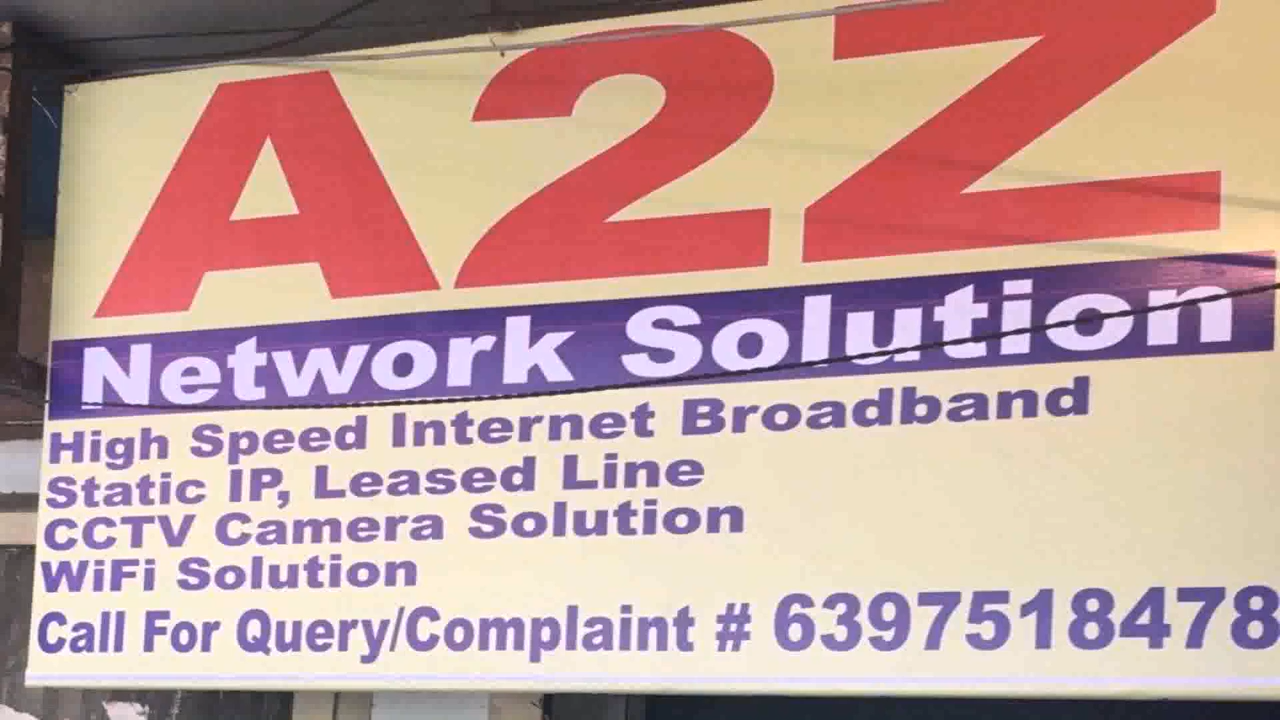 A2Z
Network Solution
High Speed Internet Broadband
Static IP, Leased Line
CCTV Camera Solution
WiFi Solution
Call For Query/Complaint # 6397518478